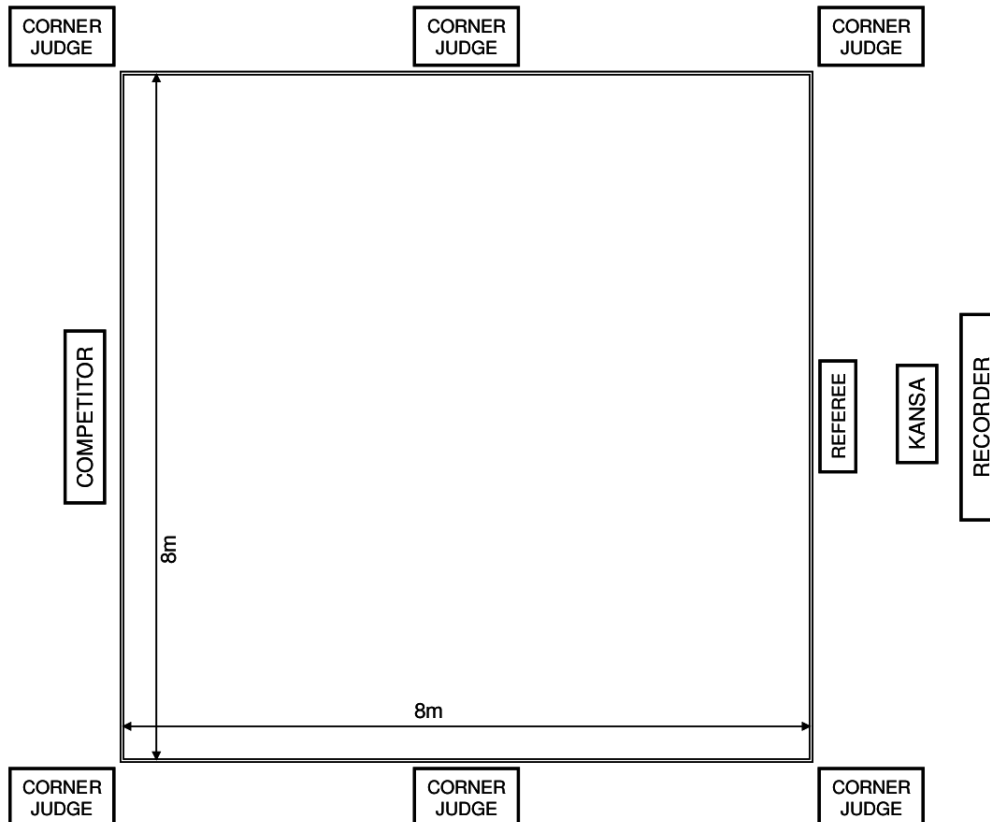 CORNER
JUDGE
CORNER
JUDGE
CORNER
JUDGE
COMPETITOR
REFEREE
KANSA
RECORDER
8m
8m
CORNER
JUDGE
CORNER
JUDGE
CORNER
JUDGE